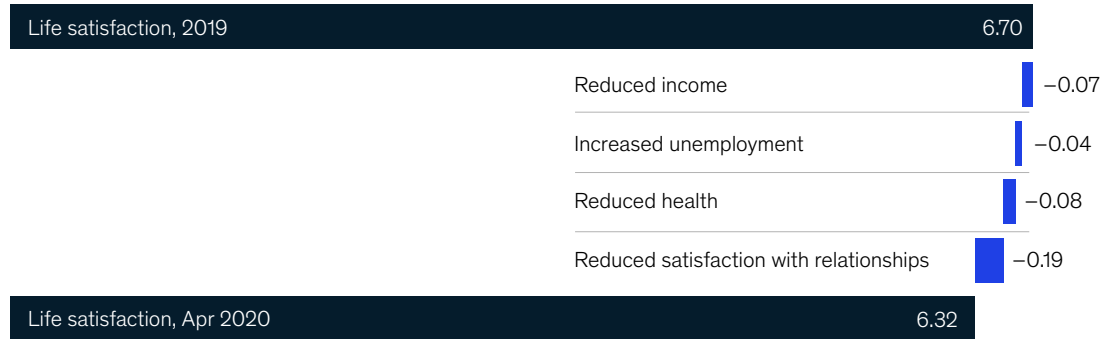 Life satisfaction, 2019 6.70
Reduced income –0.07
Increased unemployment –0.04
Reduced health –0.08
Reduced satisfaction with relationships –0.19
Life satisfaction, Apr 2020 6.32